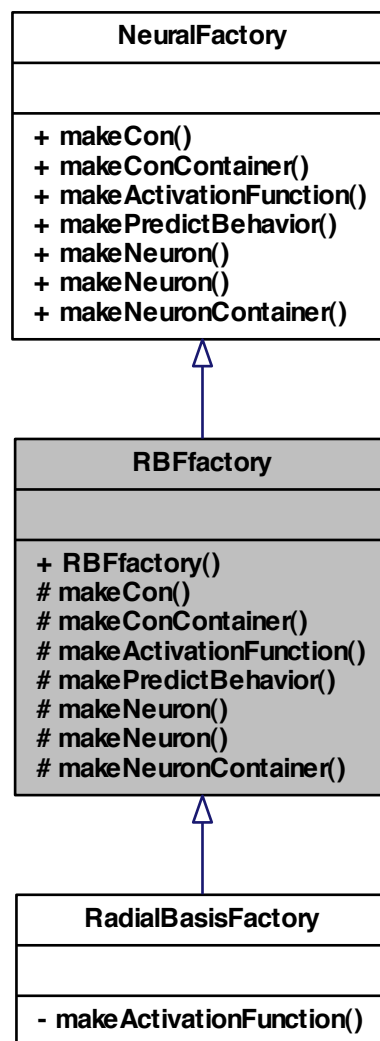 NeuralFactory
+ makeCon()
+ makeConContainer()
+ makeActivationFunction()
+ makePredictBehavior()
+ makeNeuron()
+ makeNeuron()
+ makeNeuronContainer()
RBFfactory
+ RBFfactory()
# makeCon()
# makeConContainer()
# makeActivationFunction()
# makePredictBehavior()
# makeNeuron()
# makeNeuron()
# makeNeuronContainer()
RadialBasisFactory
- makeActivationFunction()